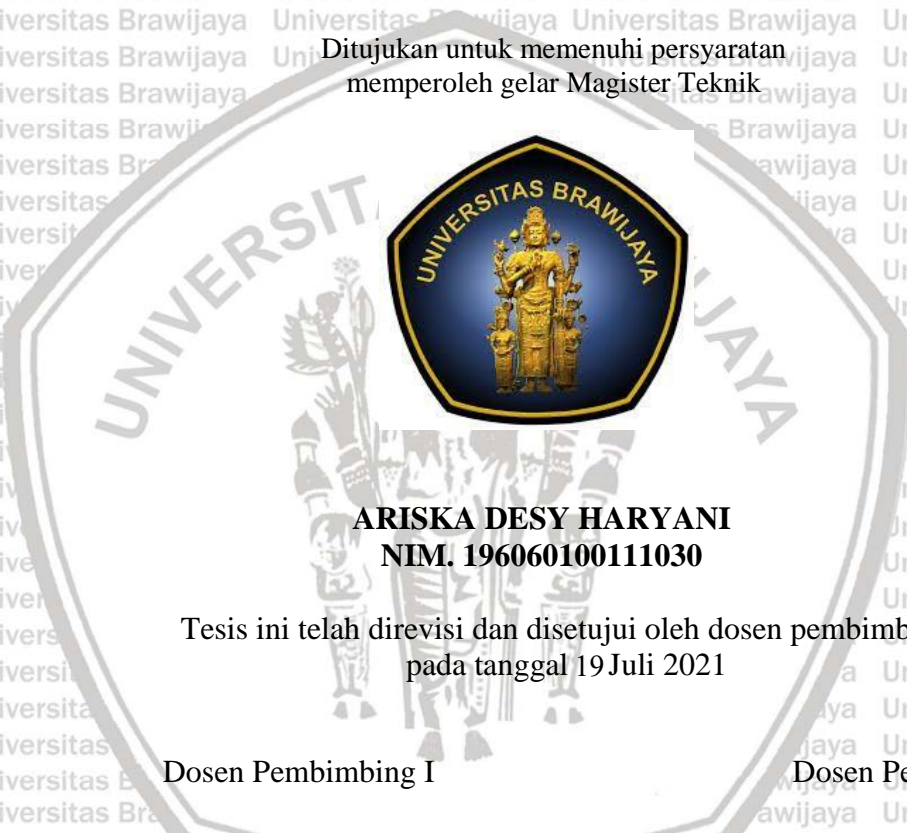 Ditujukan untuk memenuhi persyaratan
memperoleh gelar Magister Teknik
UNIVERSITAS BRAWIJAYA
ARISKA DESY HARYANI
NIM. 196060100111030
Tesis ini telah direvisi dan disetujui oleh dosen pembimb
pada tanggal 19 Juli 2021
Dosen Pembimbing I Dosen Pe